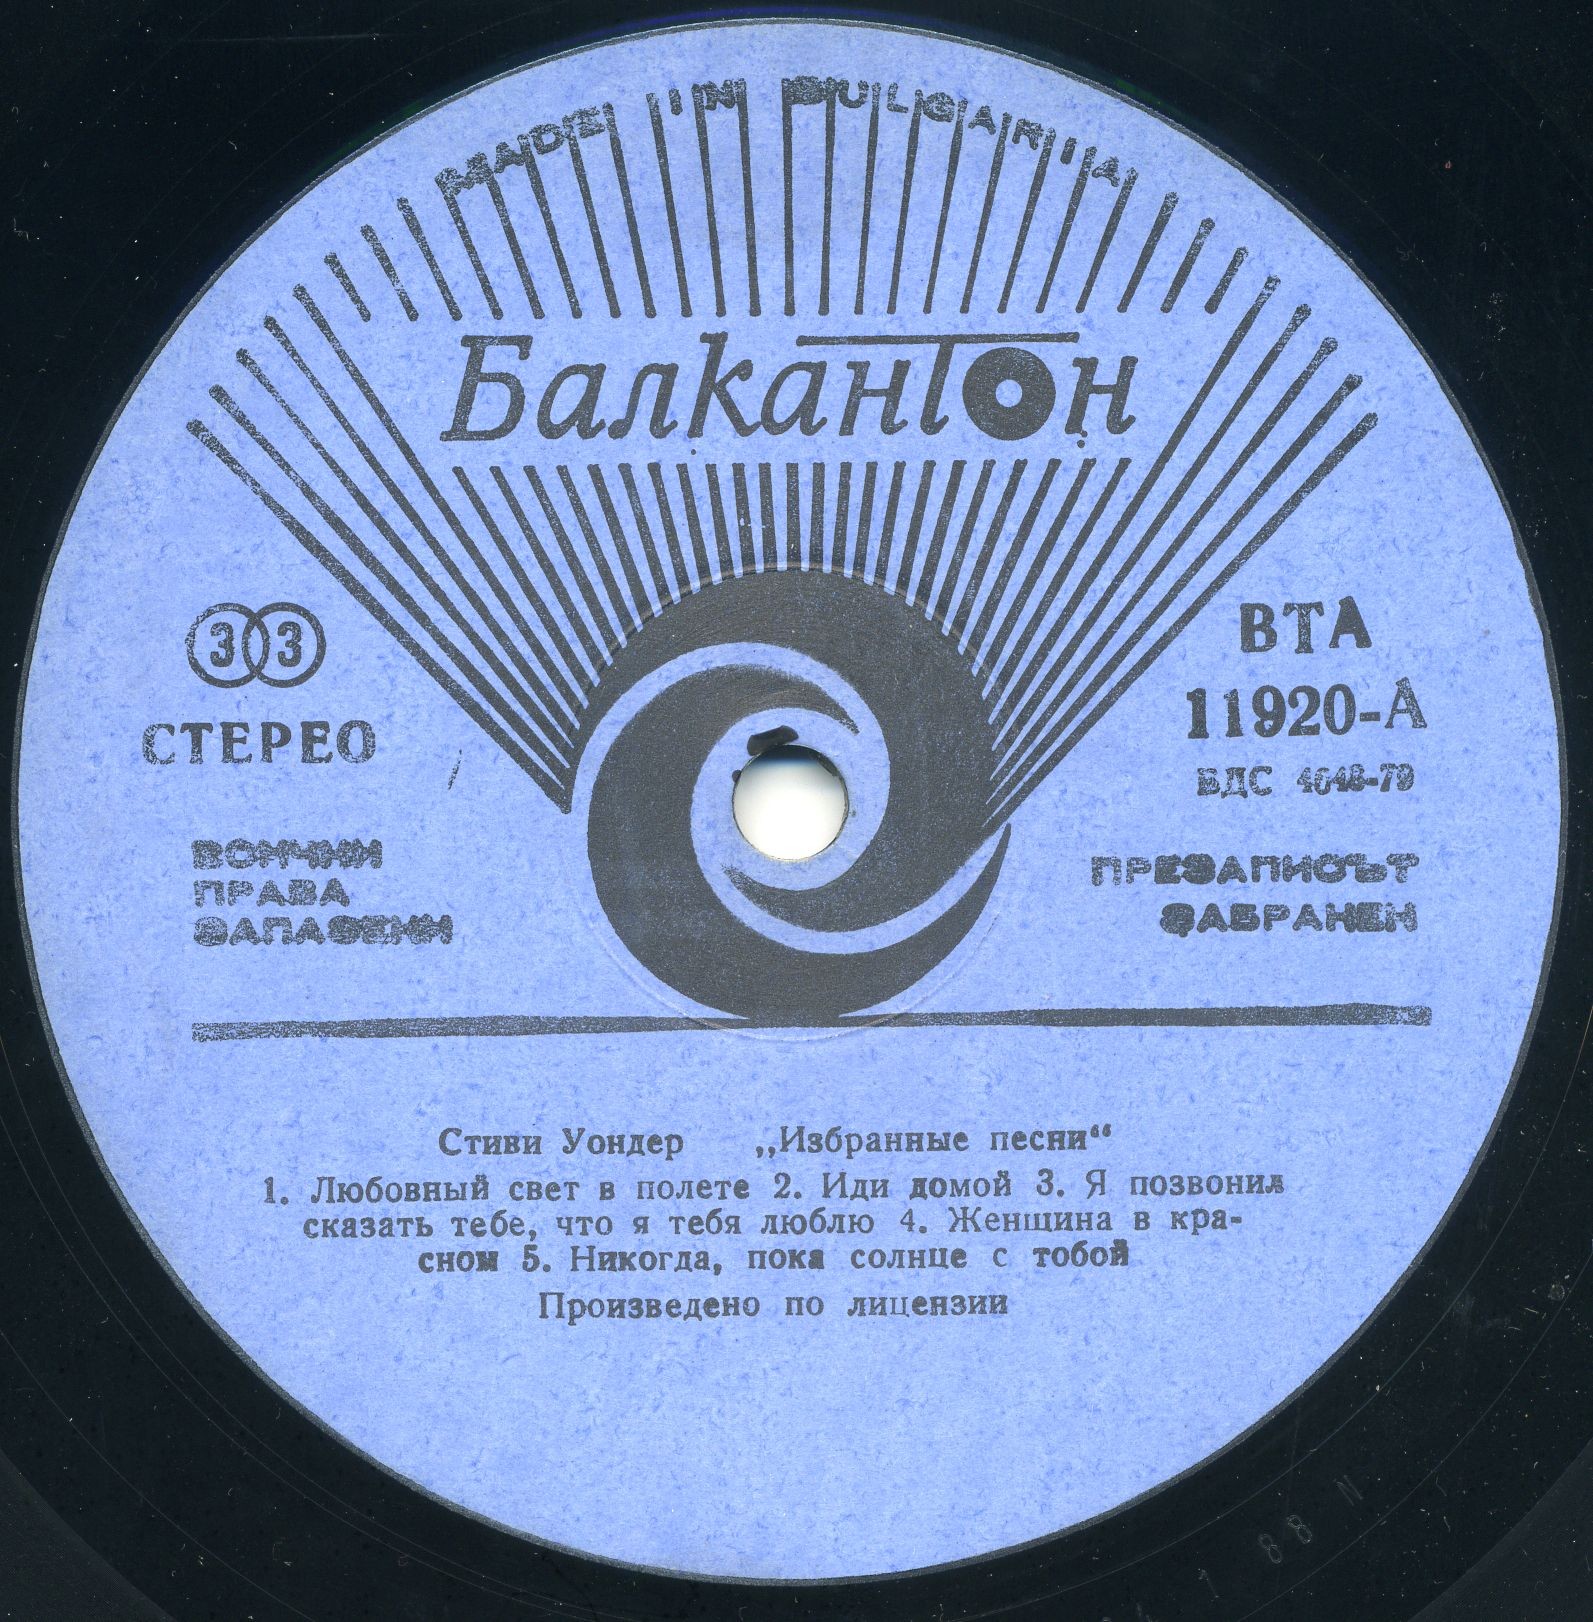 MADE IN BULGARIA
Балкантон
33
СТЕРЕО
ВСИЧКИ
ПРАВА
ЗАПАЗЕНИ
ВТА
11920-А
БДС 4048-79
ПРЕЗАПИСЪТ
ЗАБРАНЕН
Стиви Уондер „Избранные песни“
1. Любовный свет в полете 2. Иди домой 3. Я позвонил
сказать тебе, что я тебя люблю 4. Женщина в кра-
сном 5. Никогда, пока солнце с тобой
Произведено по лицензии
88 N